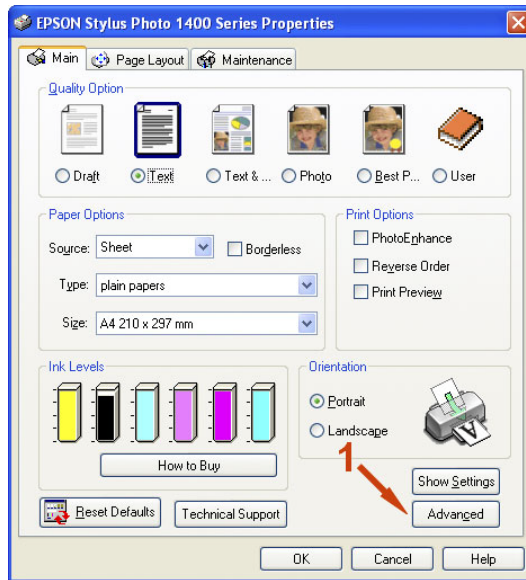 EPSON Stylus Photo 1400 Series Properties
Main Page Layout Maintenance
Quality Option
Draft Text Text & ... Photo Best P... User
Paper Options
Source: Sheet Borderless
Type: plain papers
Size: A4 210 x 297 mm
Print Options
PhotoEnhance
Reverse Order
Print Preview
Ink Levels
How to Buy
Orientation
Portrait
Landscape
1
Show Settings
Reset Defaults Technical Support Advanced
OK Cancel Help